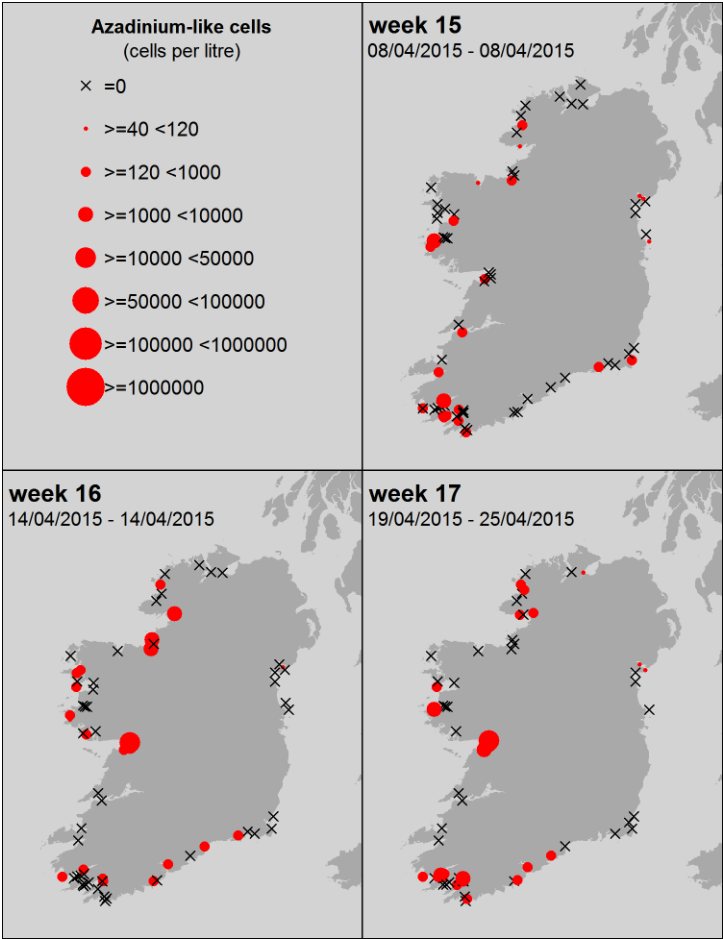 Azadinium-like cells
(cells per litre)
=0
>=40 <120
>=120 <1000
>=1000 <10000
>=10000 <50000
>=50000 <100000
>=100000 <1000000
>=1000000
week 15
08/04/2015 - 08/04/2015
week 16
14/04/2015 - 14/04/2015
week 17
19/04/2015 - 25/04/2015